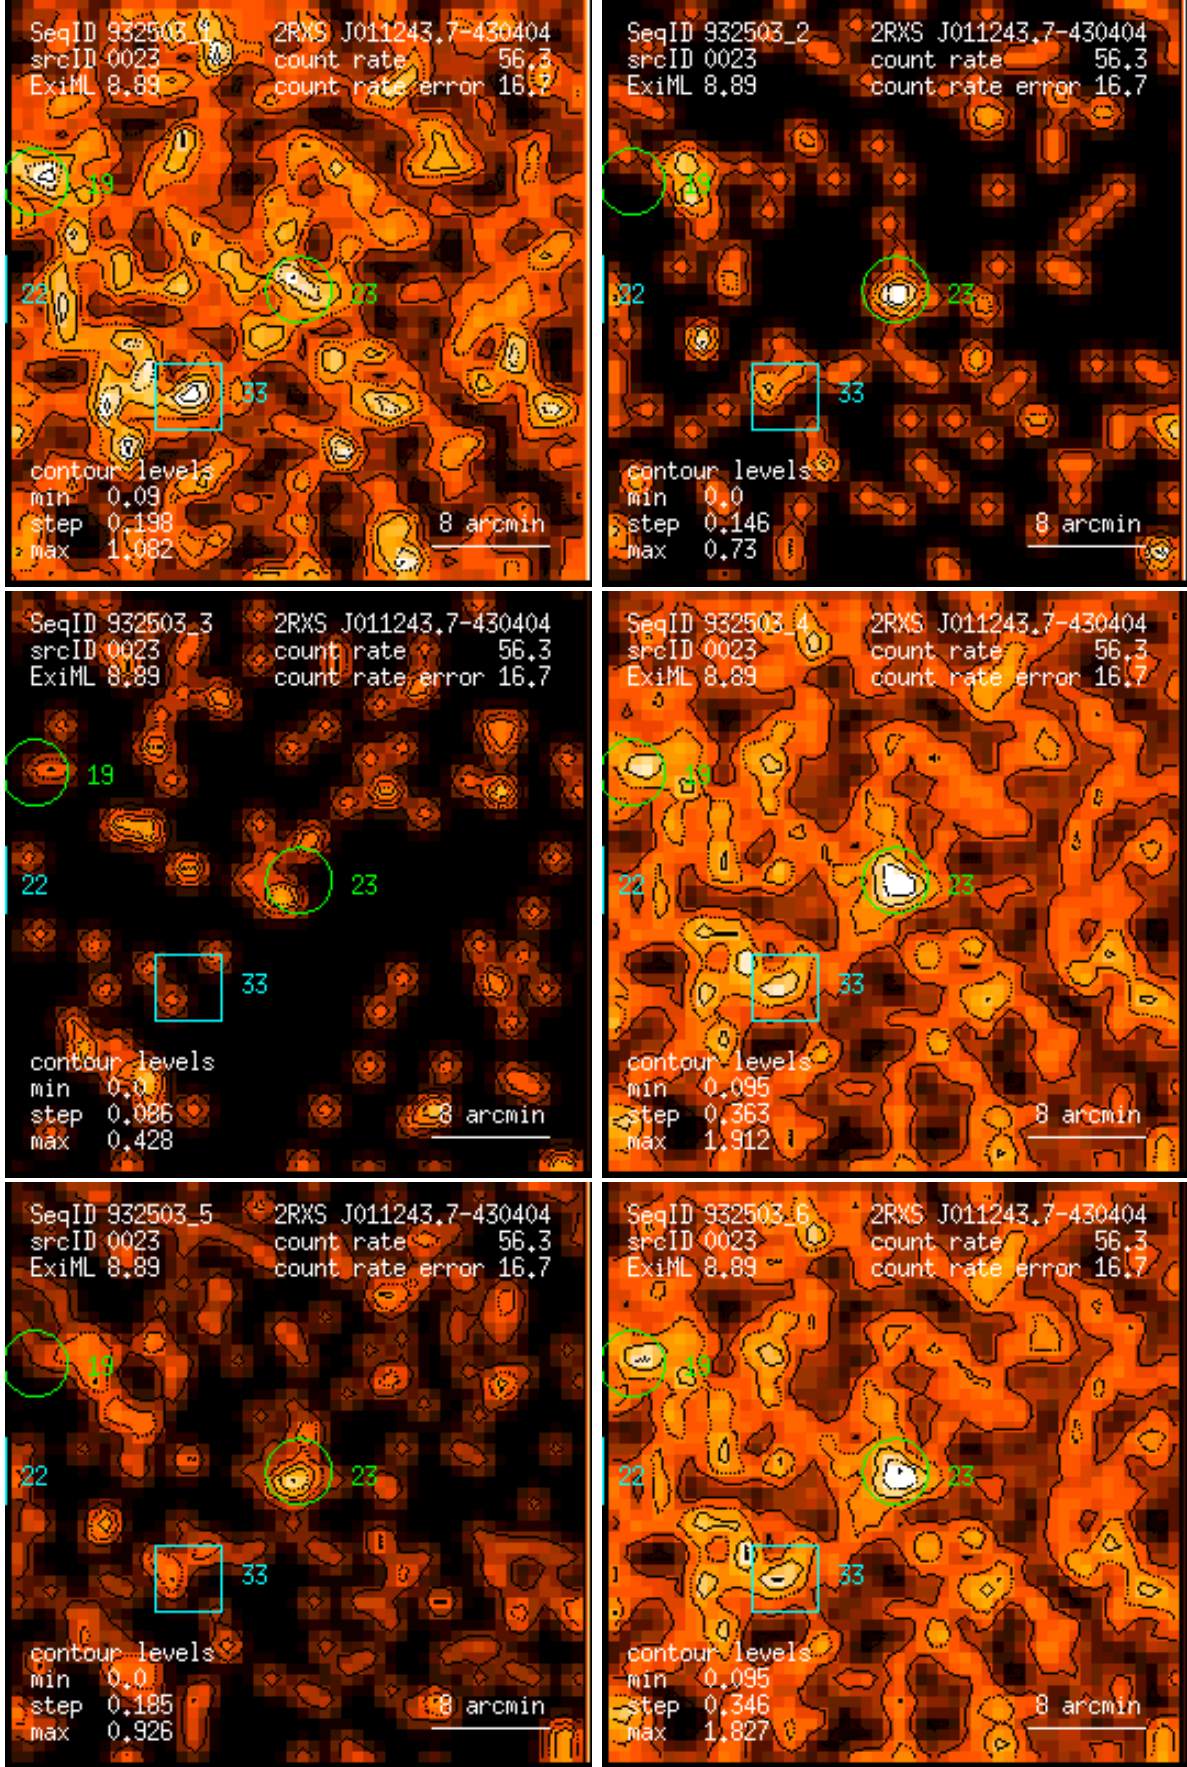 SeqID 932503_1 2RXS J011243.7-430404
srcID 0023 count rate 56.3
ExiML 8.89 count rate error 16.7
19
22
23
33
contour levels
min 0.09
step 0.198
max 1.082
8 arcmin
SeqID 932503_2 2RXS J011243.7-430404
srcID 0023 count rate 56.3
ExiML 8.89 count rate error 16.7
19
22
23
33
contour levels
min 0.0
step 0.146
max 0.73
8 arcmin
SeqID 932503_3 2RXS J011243.7-430404
srcID 0023 count rate 56.3
ExiML 8.89 count rate error 16.7
19
22
23
33
contour levels
min 0.0
step 0.086
max 0.428
8 arcmin
SeqID 932503_4 2RXS J011243.7-430404
srcID 0023 count rate 56.3
ExiML 8.89 count rate error 16.7
19
22
23
33
contour levels
min 0.095
step 0.363
max 1.912
8 arcmin
SeqID 932503_5 2RXS J011243.7-430404
srcID 0023 count rate 56.3
ExiML 8.89 count rate error 16.7
19
22
23
33
contour levels
min 0.0
step 0.185
max 0.926
8 arcmin
SeqID 932503_6 2RXS J011243.7-430404
srcID 0023 count rate 56.3
ExiML 8.89 count rate error 16.7
19
22
23
33
contour levels
min 0.095
step 0.346
max 1.827
8 arcmin